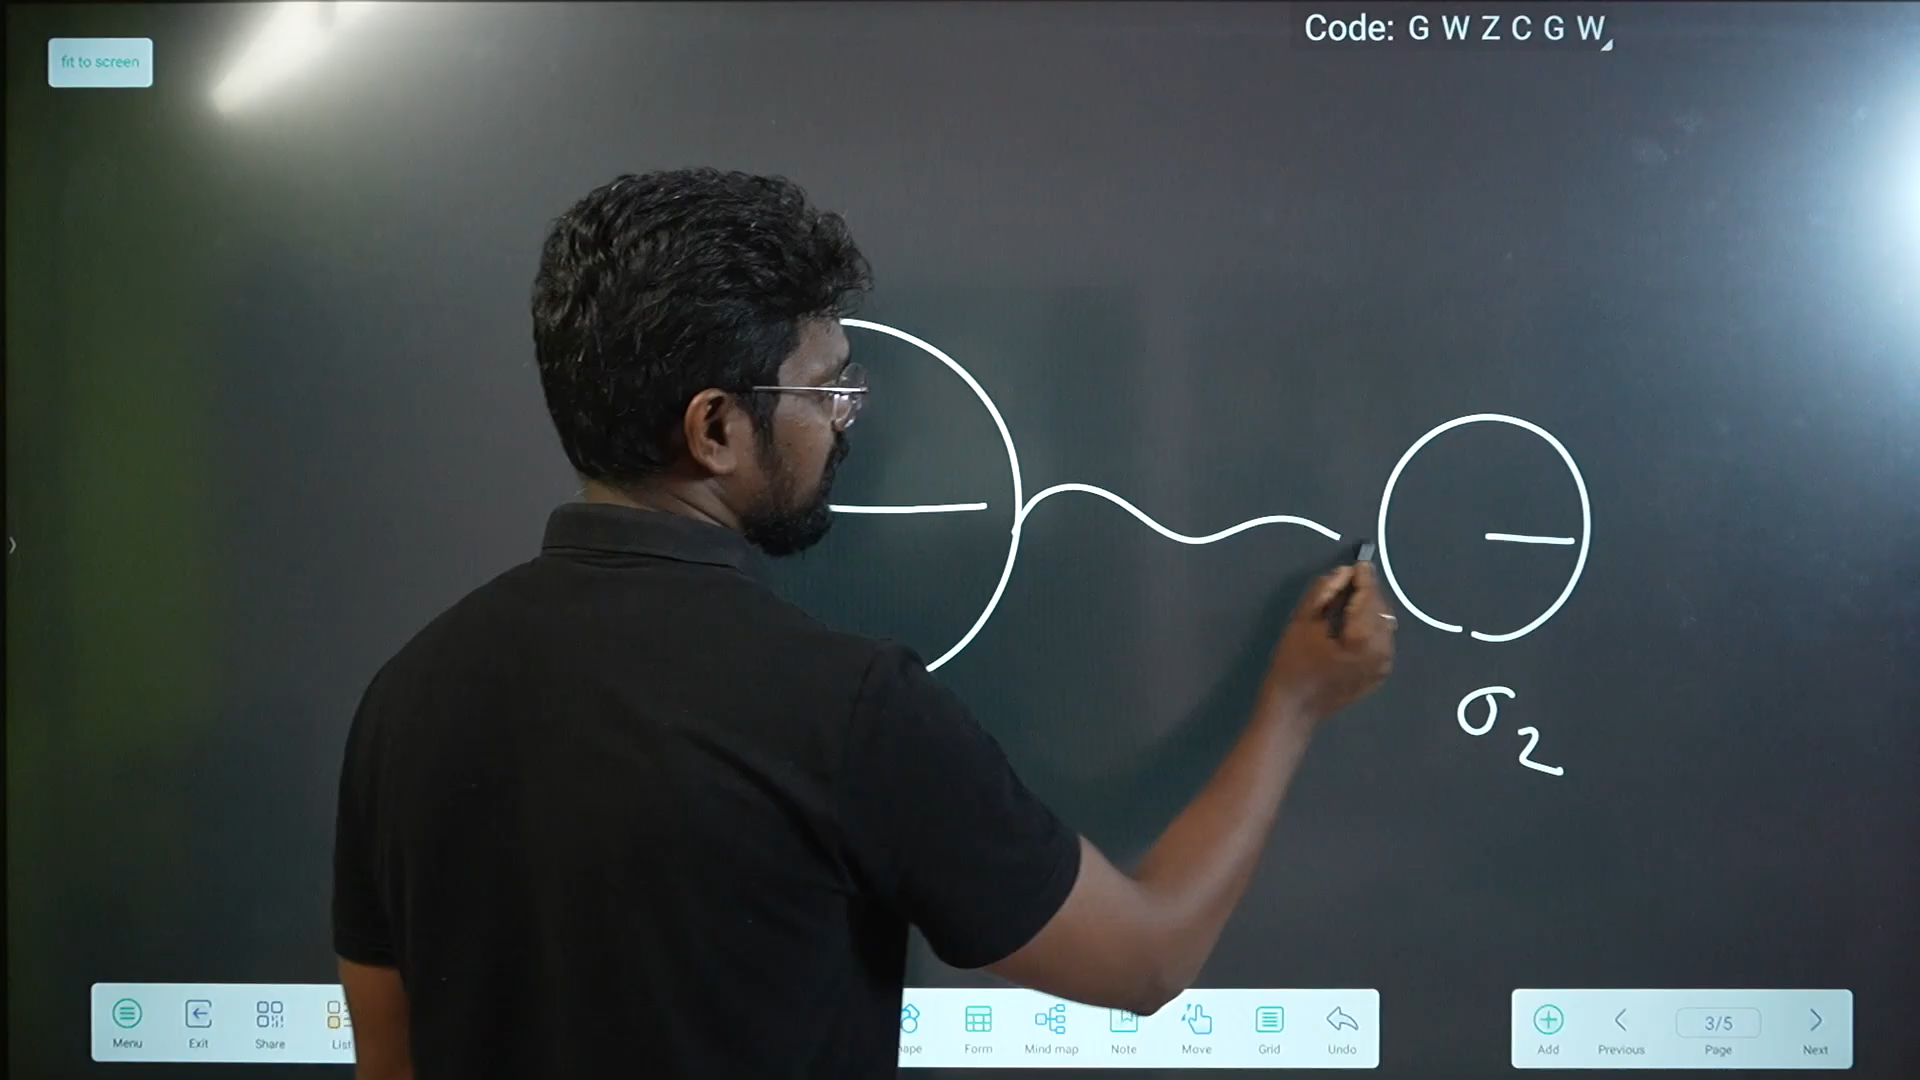 Code: G W Z C G W
fit to screen
σ2
Menu Exit Share Form Mind map Note Move Grid Undo Add Previous 3/5 Page Next